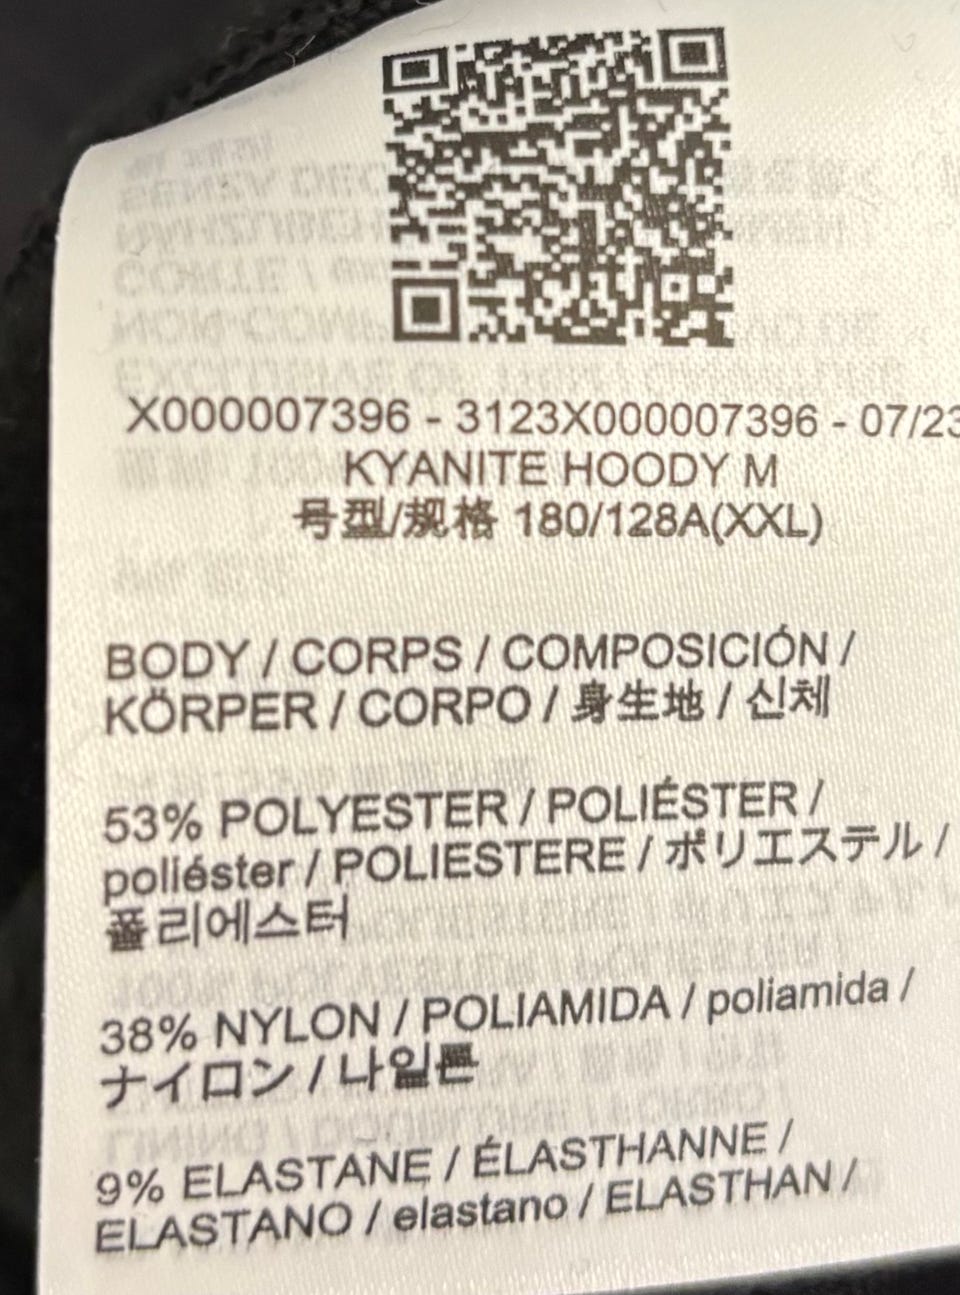 X000007396 - 3123X000007396 - 07/23
KYANITE HOODY M
号型/规格 180/128A(XXL)
BODY / CORPS / COMPOSICIÓN /
KÖRPER / CORPO / 身生地 / 신체
53% POLYESTER / POLIÉSTER /
poliéster / POLIESTERE / ポリエステル /
폴리에스터
38% NYLON / POLIAMIDA / poliamida /
ナイロン / 나일론
9% ELASTANE / ÉLASTHANNE /
ELASTANO / elastano / ELASTHAN /